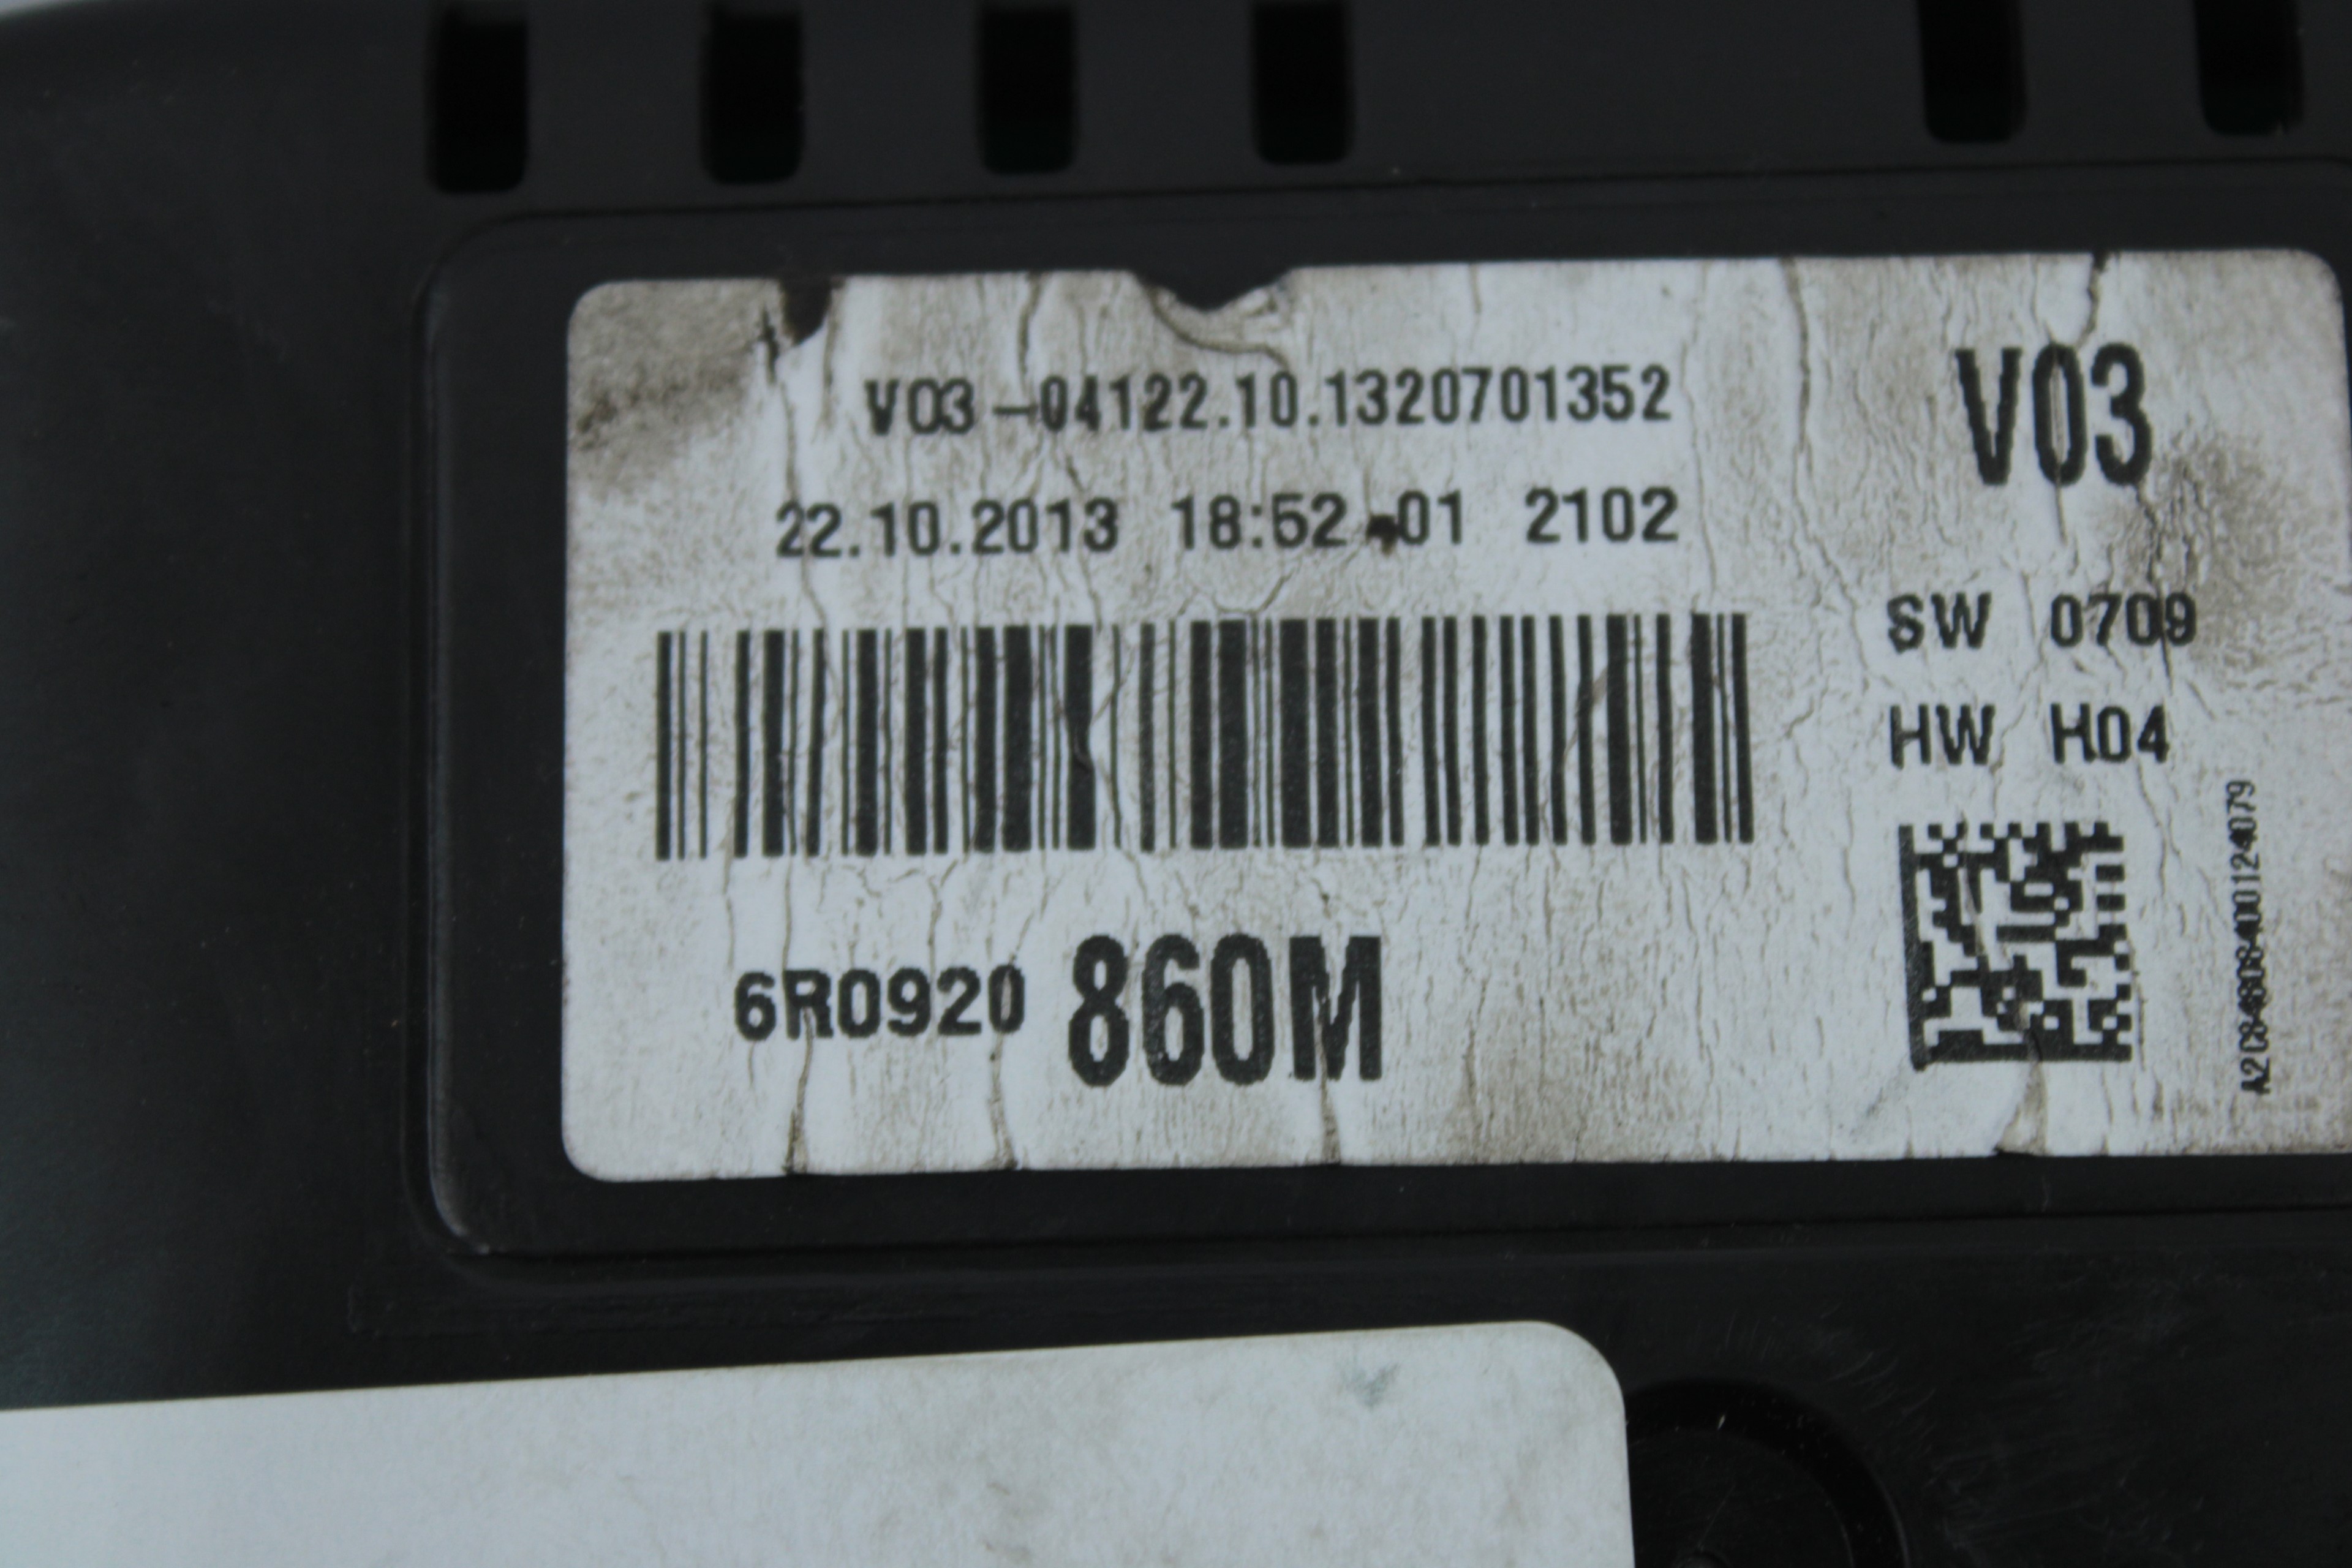 V03-04122.10.1320701352
22.10.2013 18:52 01 2102
6R0920 860M
V03
SW 0709
HW H04